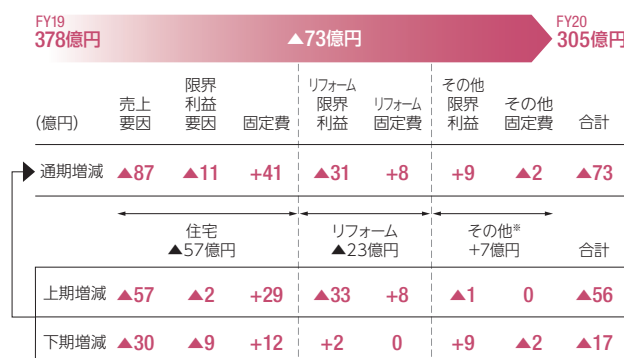 FY19
378億円
▲73億円
FY20
305億円
(億円)
売上
要因
限界
利益
要因
固定費
リフォーム
限界
利益
リフォーム
固定費
その他
限界
利益
その他
固定費
合計
通期増減 ▲87 ▲11 +41 ▲31 +8 +9 ▲2 ▲73
住宅
▲57億円
リフォーム
▲23億円
その他※
+7億円
合計
上期増減 ▲57 ▲2 +29 ▲33 +8 ▲1 0 ▲56
下期増減 ▲30 ▲9 +12 +2 0 +9 ▲2 ▲17